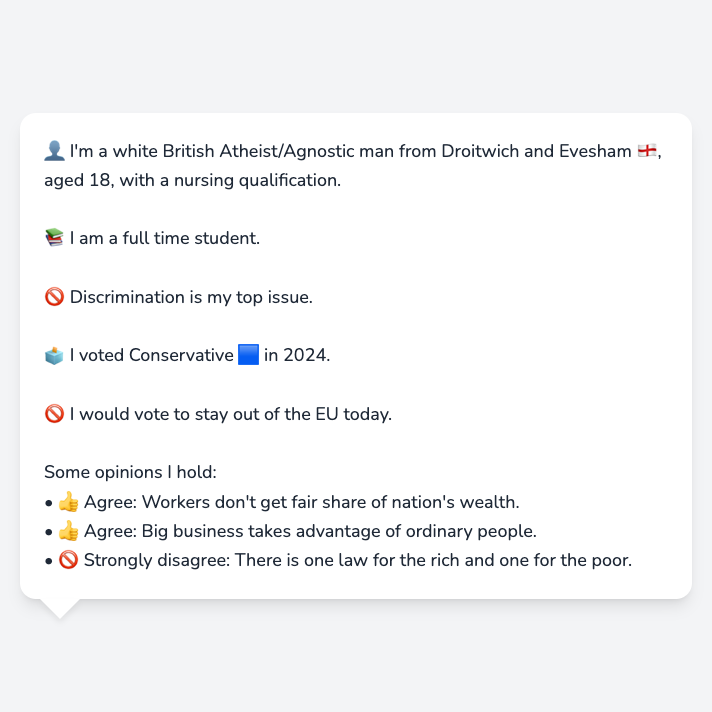 👤 I'm a white British Atheist/Agnostic man from Droitwich and Evesham 🏴󠁧󠁢󠁥󠁮󠁧󠁿,
aged 18, with a nursing qualification.
📚 I am a full time student.
🚫 Discrimination is my top issue.
🗳️ I voted Conservative 🟦 in 2024.
🚫 I would vote to stay out of the EU today.
Some opinions I hold:
• 👍 Agree: Workers don't get fair share of nation's wealth.
• 👍 Agree: Big business takes advantage of ordinary people.
• 🚫 Strongly disagree: There is one law for the rich and one for the poor.